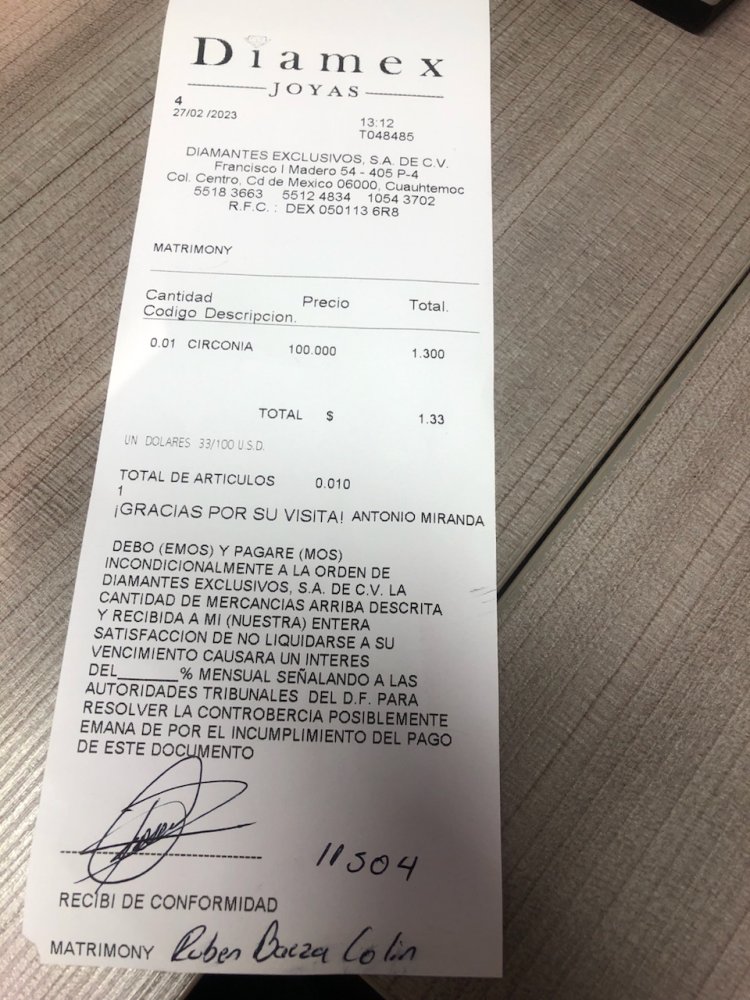 Diamex
JOYAS
4
27/02 /2023
13:12
T048485
DIAMANTES EXCLUSIVOS, S.A. DE C.V.
Francisco I Madero 54 - 405 P-4
Col. Centro, Cd de Mexico 06000, Cuauhtemoc
5518 3663 5512 4834 1054 3702
R.F.C. : DEX 050113 6R8
MATRIMONY
Cantidad Precio Total.
Codigo Descripcion.
0.01 CIRCONIA 100.000 1.300
TOTAL $ 1.33
UN DOLARES 33/100 U.S.D.
TOTAL DE ARTICULOS 0.010
1
¡GRACIAS POR SU VISITA! ANTONIO MIRANDA
DEBO (EMOS) Y PAGARE (MOS)
INCONDICIONALMENTE A LA ORDEN DE
DIAMANTES EXCLUSIVOS, S.A. DE C.V. LA
CANTIDAD DE MERCANCIAS ARRIBA DESCRITA
Y RECIBIDA A MI (NUESTRA) ENTERA
SATISFACCION DE NO LIQUIDARSE A SU
VENCIMIENTO CAUSARA UN INTERES
DEL_______% MENSUAL SEÑALANDO A LAS
AUTORIDADES TRIBUNALES DEL D.F. PARA
RESOLVER LA CONTROBERCIA POSIBLEMENTE
EMANA DE POR EL INCUMPLIMIENTO DEL PAGO
DE ESTE DOCUMENTO
11504
RECIBI DE CONFORMIDAD
MATRIMONY Ruben Baeza Colin